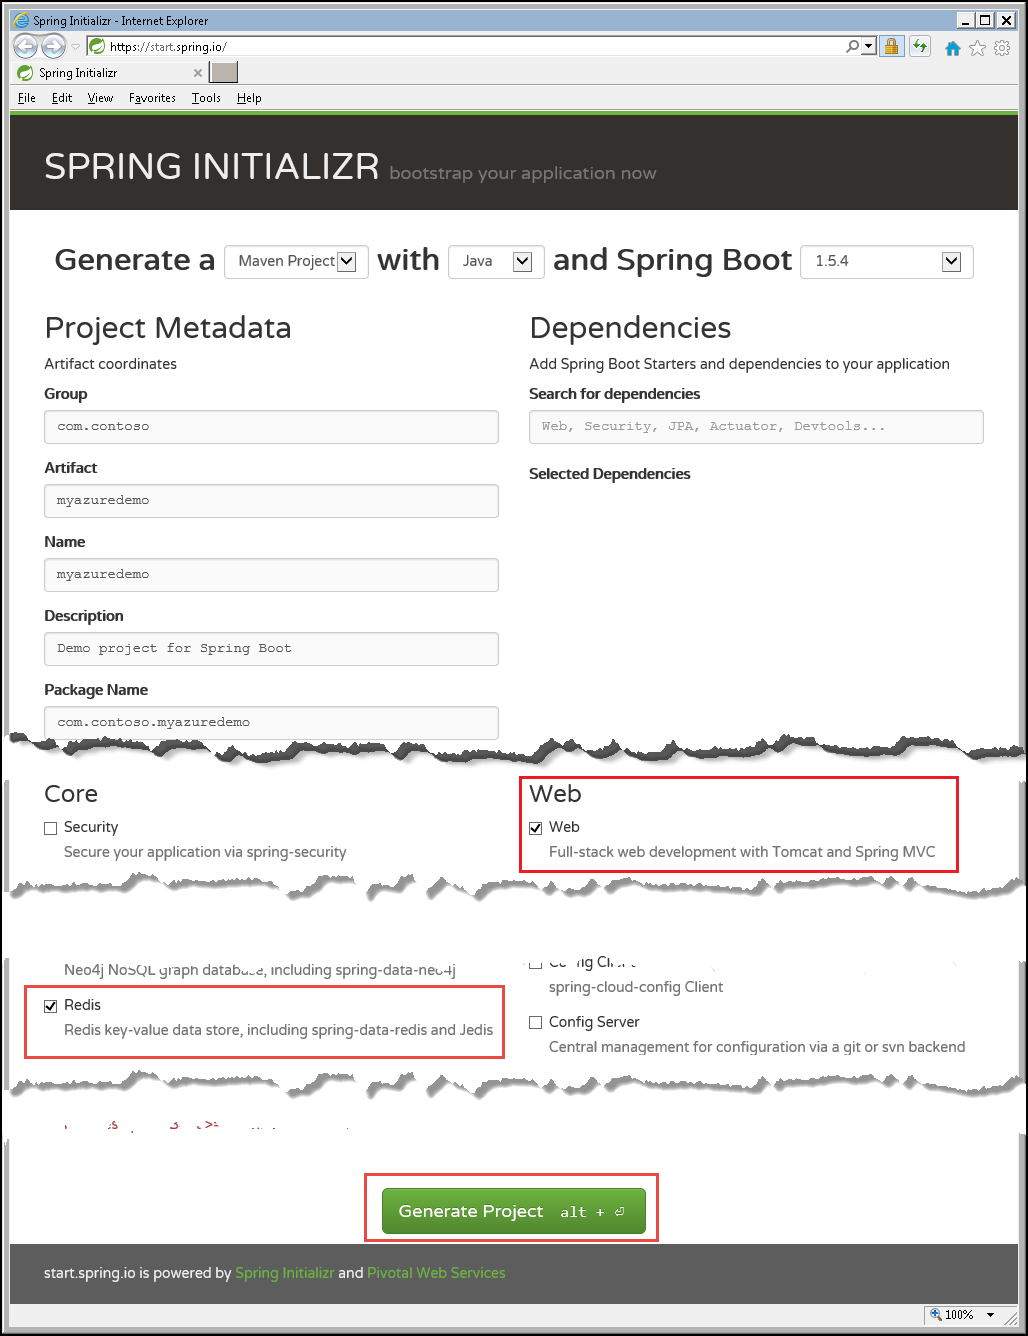 Spring Initializr - Internet Explorer
https://start.spring.io/
Spring Initializr
File Edit View Favorites Tools Help
SPRING INITIALIZR bootstrap your application now
Generate a Maven Project with Java and Spring Boot 1.5.4
Project Metadata
Artifact coordinates
Group
com.contoso
Artifact
myazuredemo
Name
myazuredemo
Description
Demo project for Spring Boot
Package Name
com.contoso.myazuredemo
Dependencies
Add Spring Boot Starters and dependencies to your application
Search for dependencies
Web, Security, JPA, Actuator, Devtools...
Selected Dependencies
Core
Security
Secure your application via spring-security
Web
Web
Full-stack web development with Tomcat and Spring MVC
Neo4j NoSQL graph database, including spring-data-neo4j
Redis
Redis key-value data store, including spring-data-redis and Jedis
Config Client
spring-cloud-config Client
Config Server
Central management for configuration via a git or svn backend
Generate Project alt + ⏎
start.spring.io is powered by Spring Initializr and Pivotal Web Services
100%